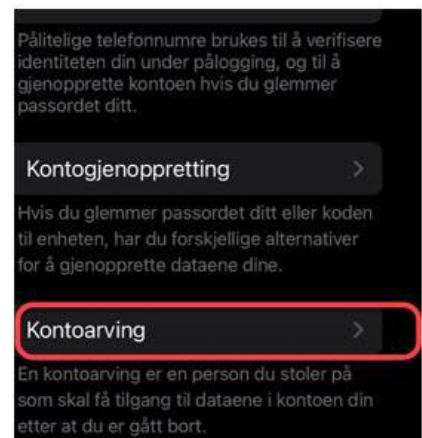 Pålitelige telefonnumre brukes til å verifisere
identiteten din under pålogging, og til å
gjenopprette kontoen hvis du glemmer
passordet ditt.
Kontogjenoppretting
Hvis du glemmer passordet ditt eller koden
til enheten, har du forskjellige alternativer
for å gjenopprette dataene dine.
Kontoarving
En kontoarving er en person du stoler på
som skal få tilgang til dataene i kontoen din
etter at du er gått bort.